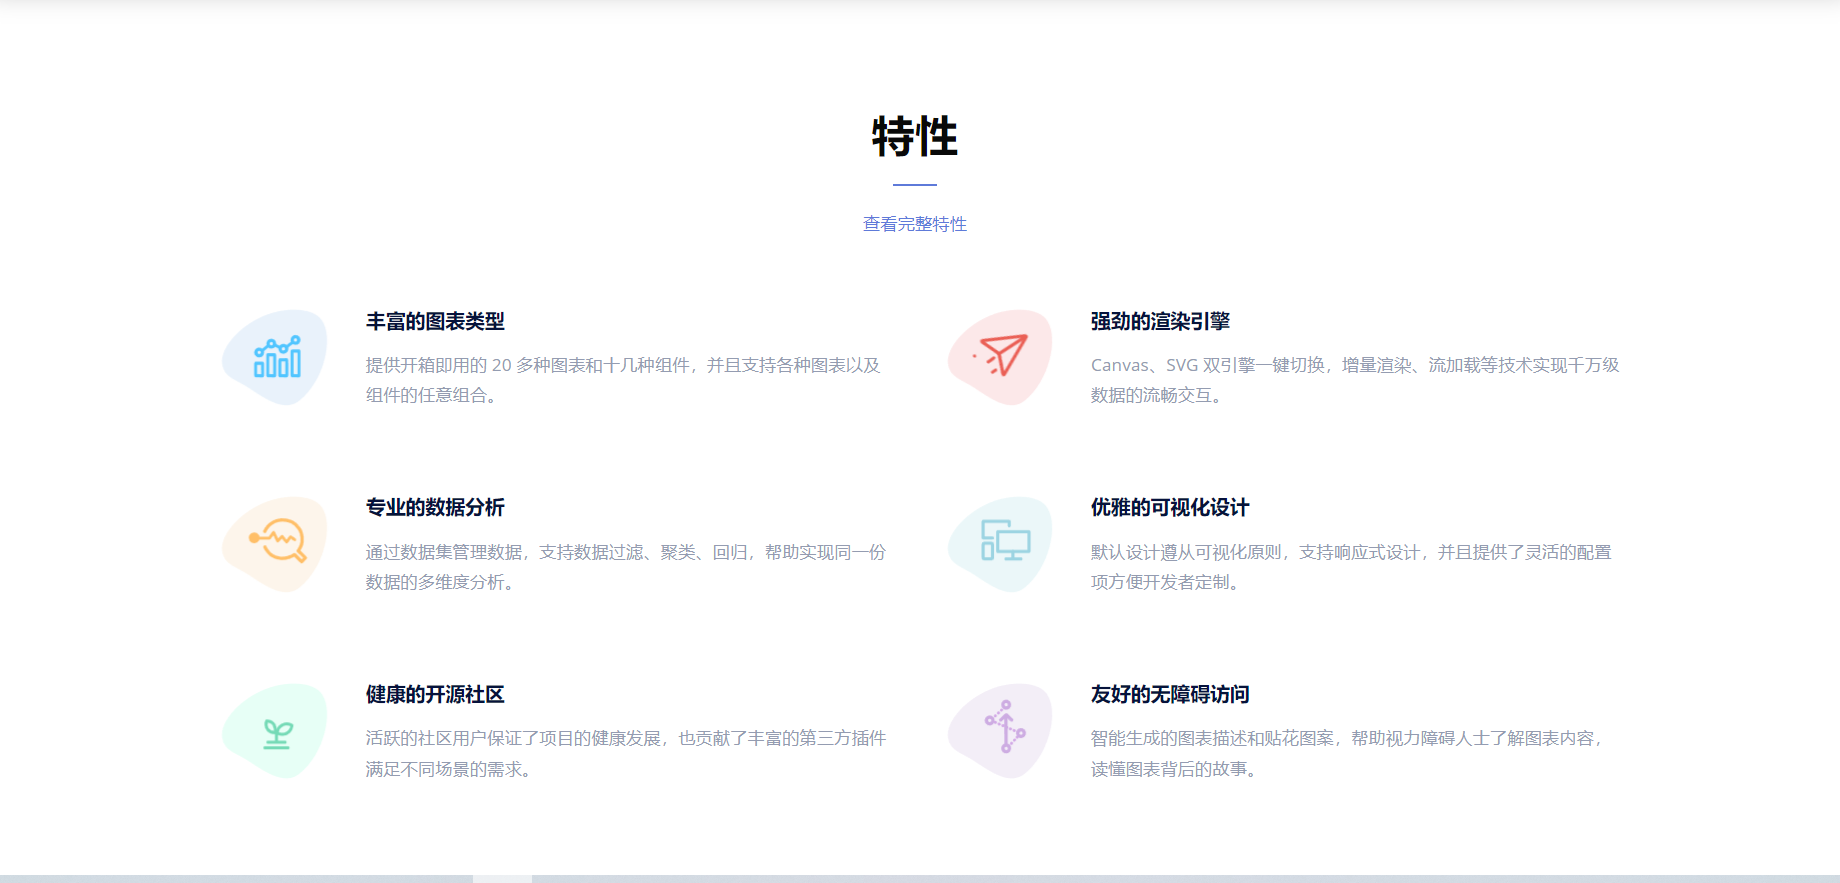 特性
查看完整特性
丰富的图表类型
提供开箱即用的 20 多种图表和十几种组件，并且支持各种图表以及
组件的任意组合。
强劲的渲染引擎
Canvas、SVG 双引擎一键切换，增量渲染、流加载等技术实现千万级
数据的流畅交互。
专业的数据分析
通过数据集管理数据，支持数据过滤、聚类、回归，帮助实现同一份
数据的多维度分析。
优雅的可视化设计
默认设计遵从可视化原则，支持响应式设计，并且提供了灵活的配置
项方便开发者定制。
健康的开源社区
活跃的社区用户保证了项目的健康发展，也贡献了丰富的第三方插件
满足不同场景的需求。
友好的无障碍访问
智能生成的图表描述和贴花图案，帮助视力障碍人士了解图表内容，
读懂图表背后的故事。